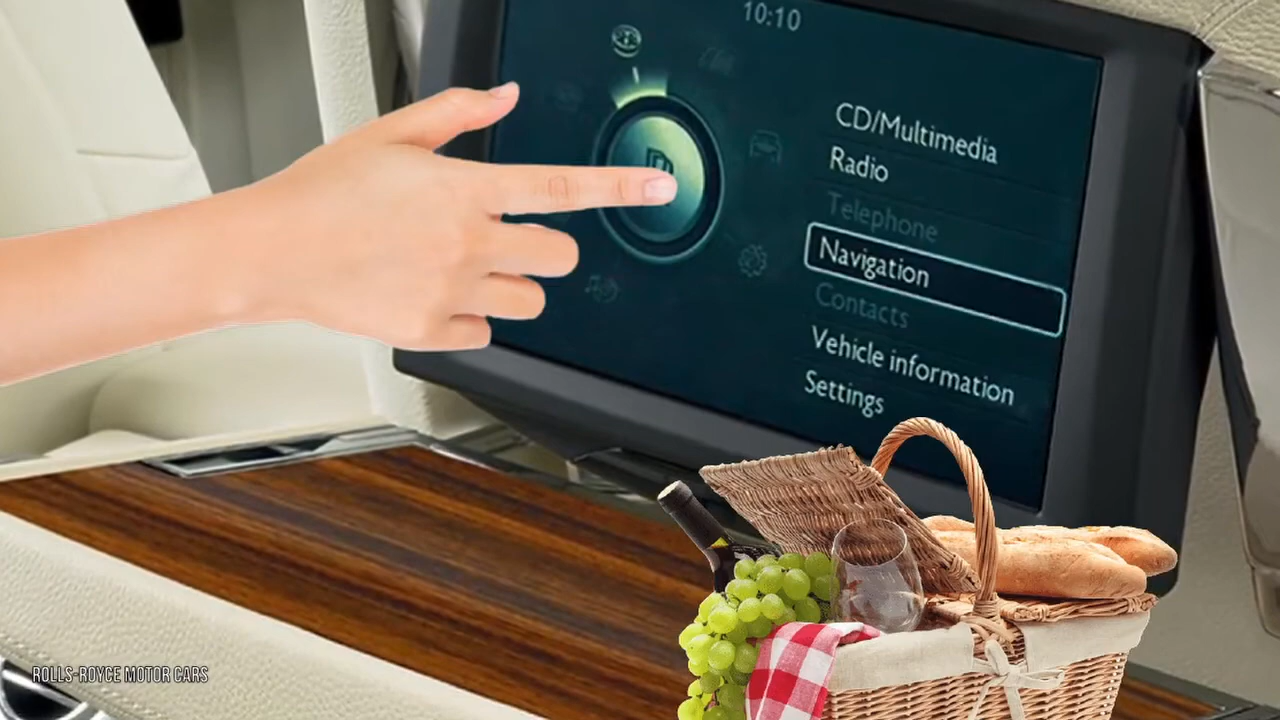 10:10
CD/Multimedia
Radio
Telephone
Navigation
Contacts
Vehicle information
Settings
ROLLS-ROYCE MOTOR CARS